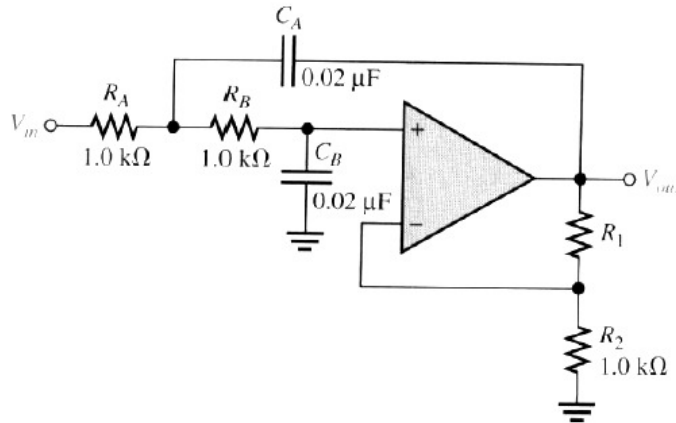 C_A
0.02 μF
R_A
R_B
V_in
1.0 kΩ
1.0 kΩ
C_B
0.02 μF
+
–
V_out
R_1
R_2
1.0 kΩ